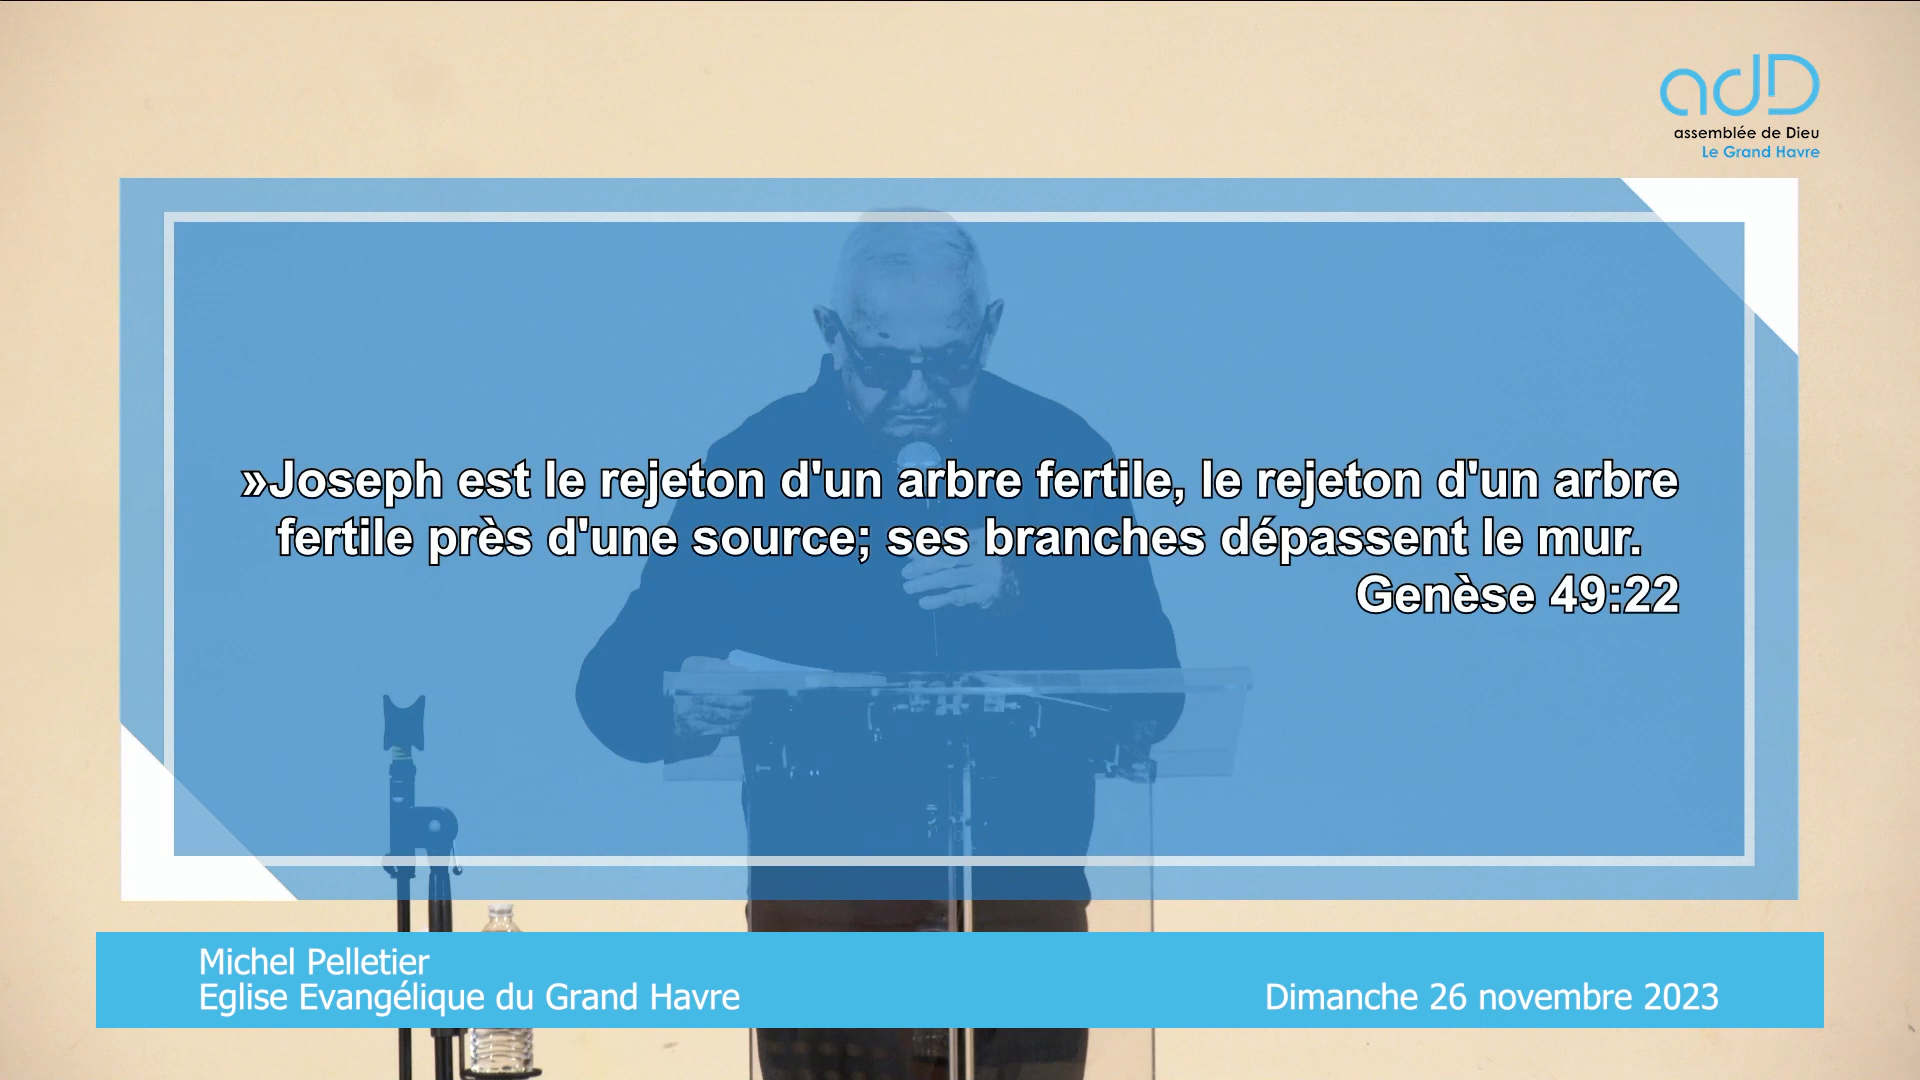 adD
assemblée de Dieu
Le Grand Havre
»Joseph est le rejeton d'un arbre fertile, le rejeton d'un arbre
fertile près d'une source; ses branches dépassent le mur.
Genèse 49:22
Michel Pelletier
Eglise Evangélique du Grand Havre
Dimanche 26 novembre 2023